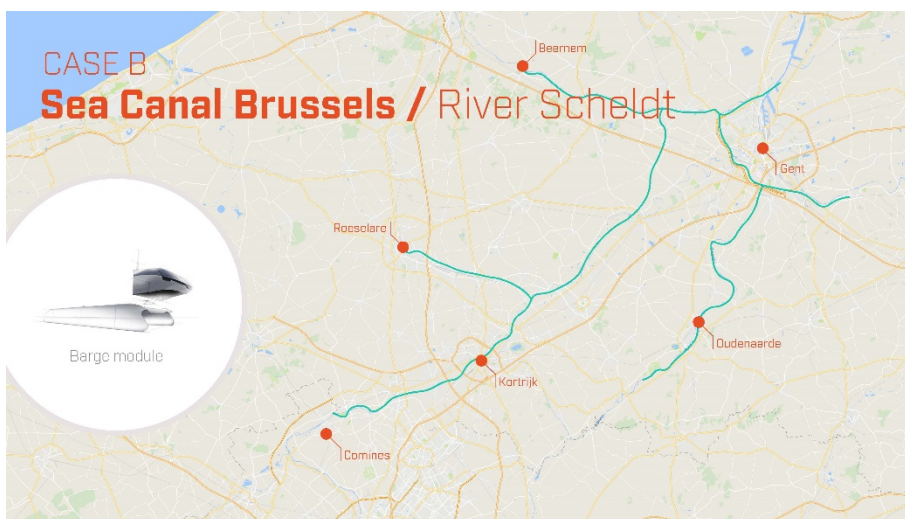 CASE B
Sea Canal Brussels / River Scheldt
Beernem
Gent
Roeselare
Oudenaarde
Kortrijk
Comines
Barge module